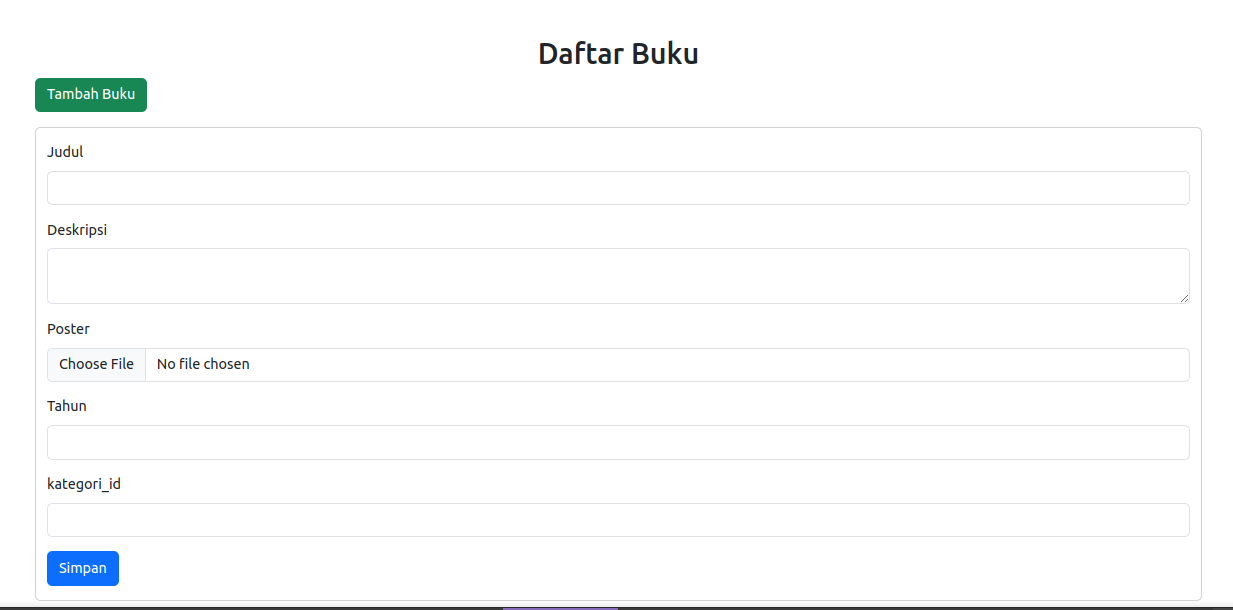 Daftar Buku
Tambah Buku
Judul
Deskripsi
Poster
Choose File No file chosen
Tahun
kategori_id
Simpan